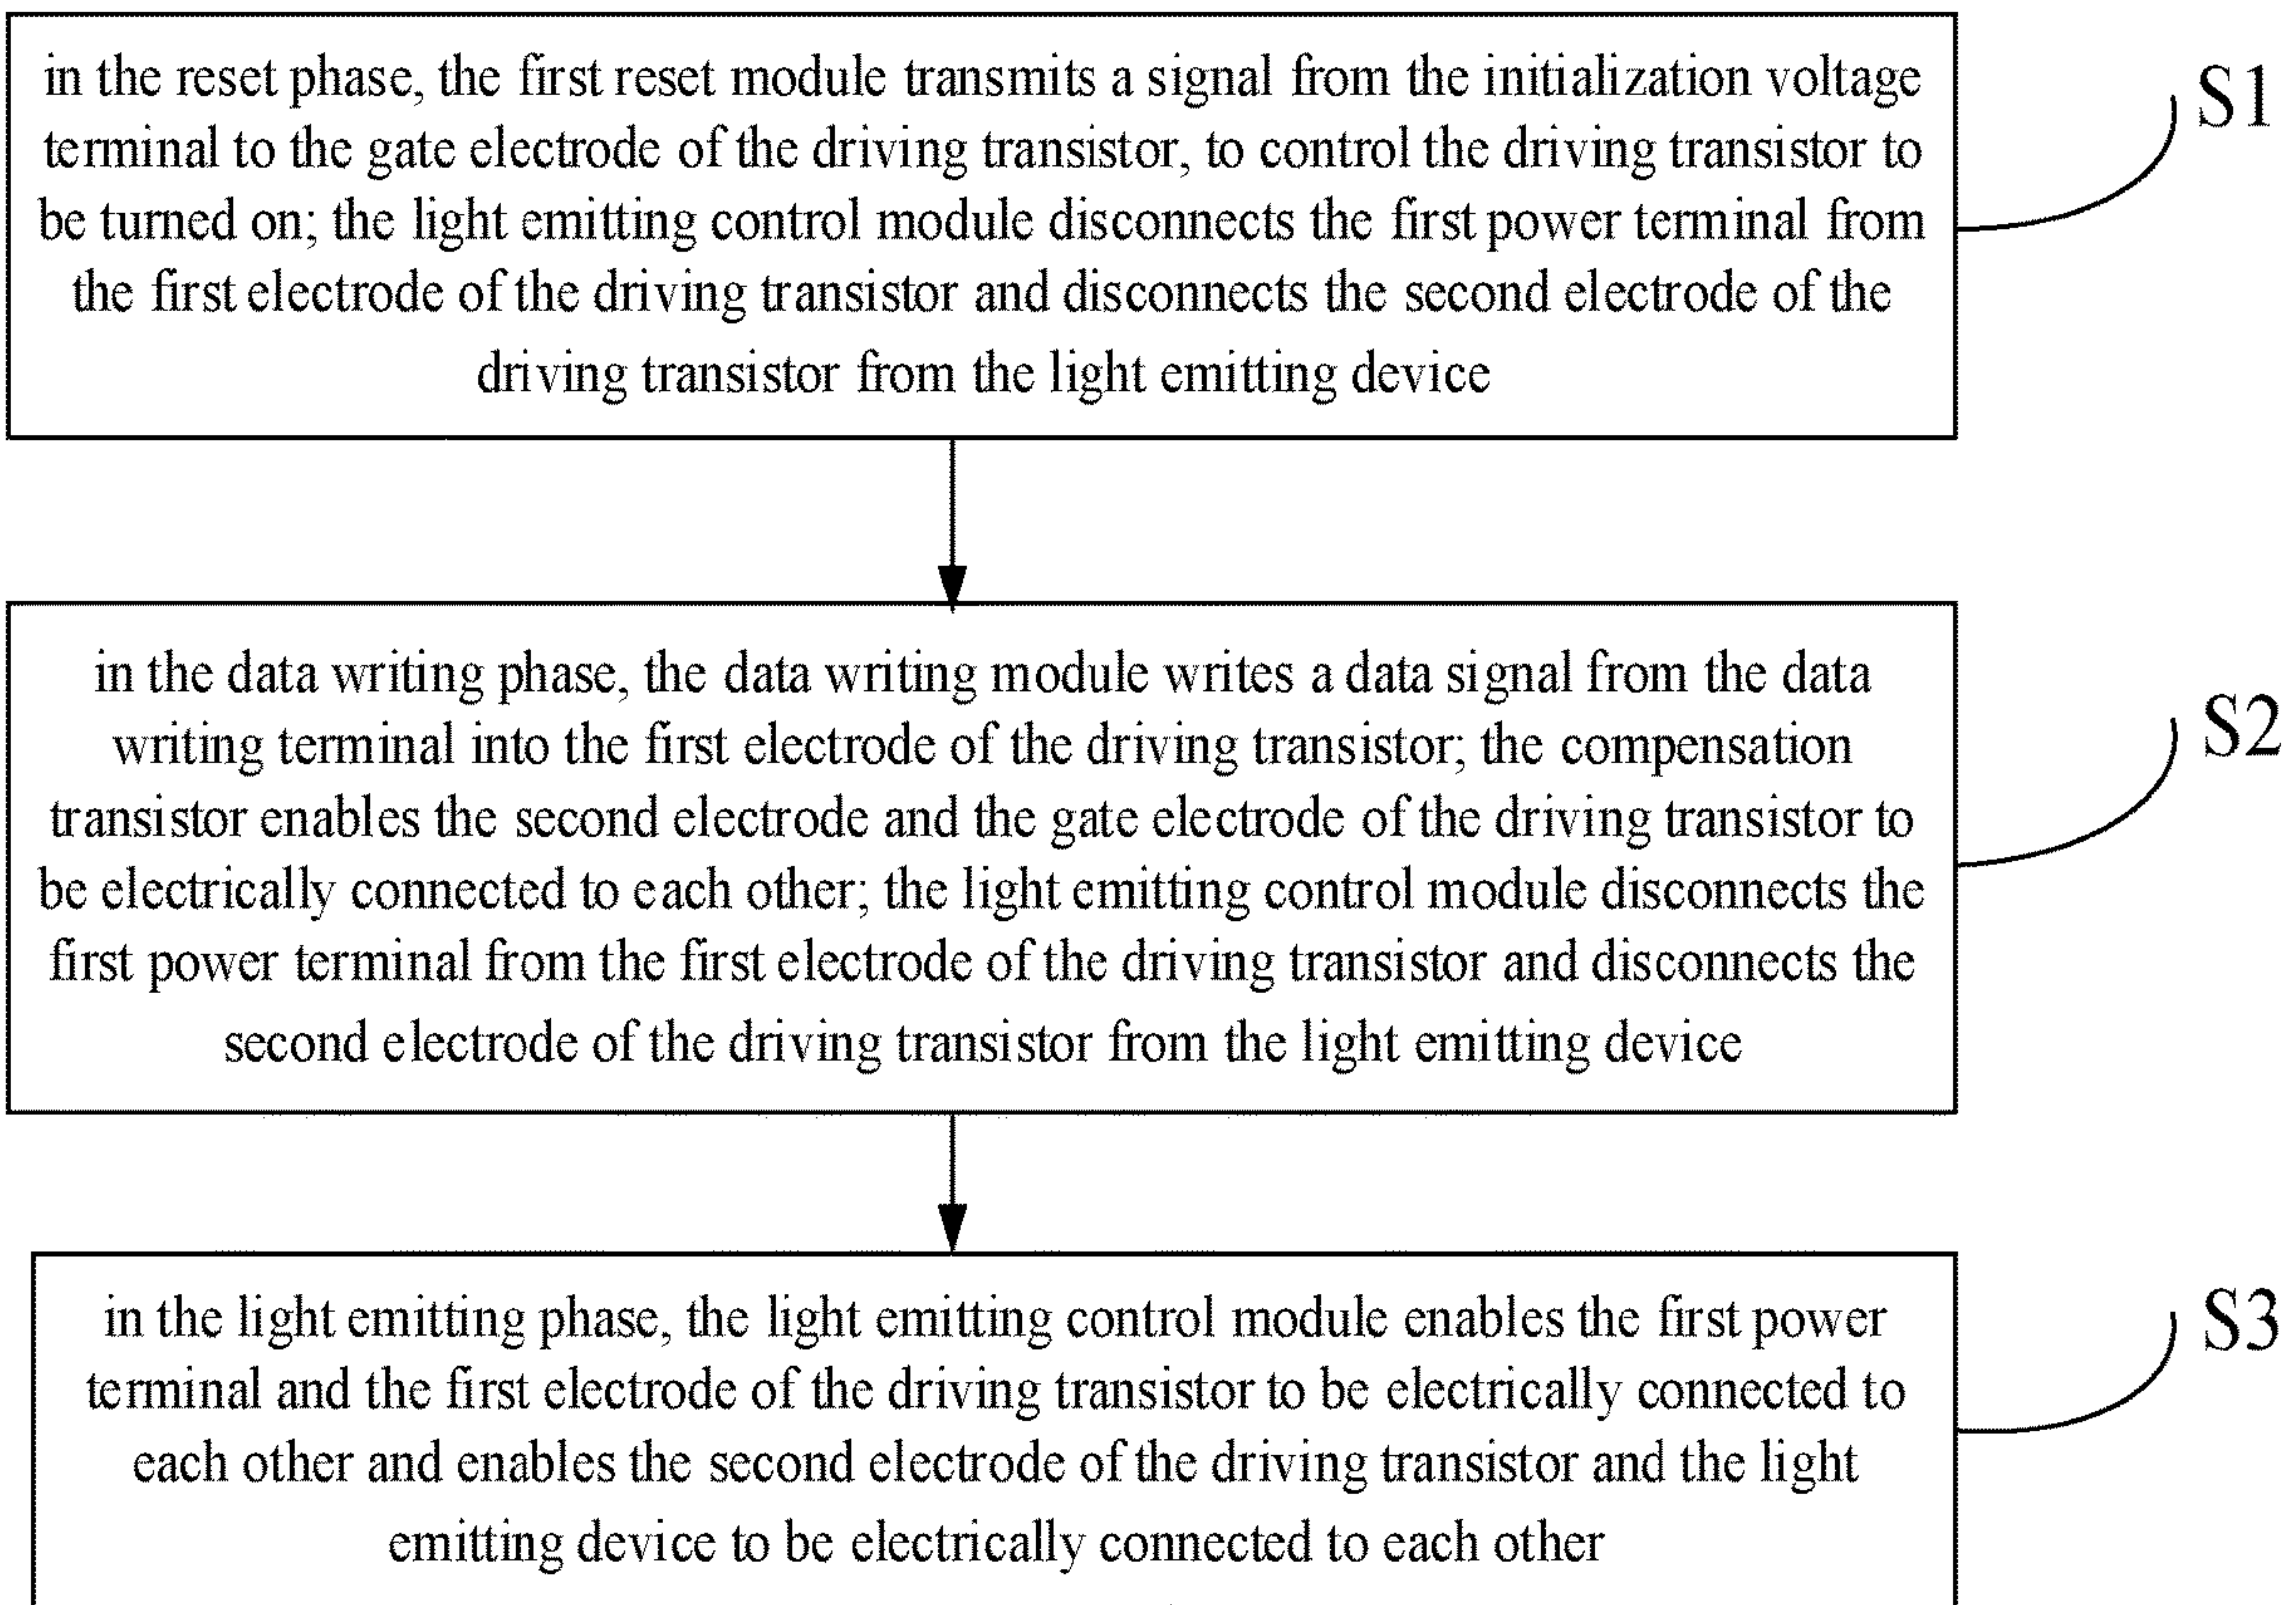 in the reset phase, the first reset module transmits a signal from the initialization voltage
terminal to the gate electrode of the driving transistor, to control the driving transistor to
be turned on; the light emitting control module disconnects the first power terminal from
the first electrode of the driving transistor and disconnects the second electrode of the
driving transistor from the light emitting device
S1
in the data writing phase, the data writing module writes a data signal from the data
writing terminal into the first electrode of the driving transistor; the compensation
transistor enables the second electrode and the gate electrode of the driving transistor to
be electrically connected to each other; the light emitting control module disconnects the
first power terminal from the first electrode of the driving transistor and disconnects the
second electrode of the driving transistor from the light emitting device
S2
in the light emitting phase, the light emitting control module enables the first power
terminal and the first electrode of the driving transistor to be electrically connected to
each other and enables the second electrode of the driving transistor and the light
emitting device to be electrically connected to each other
S3